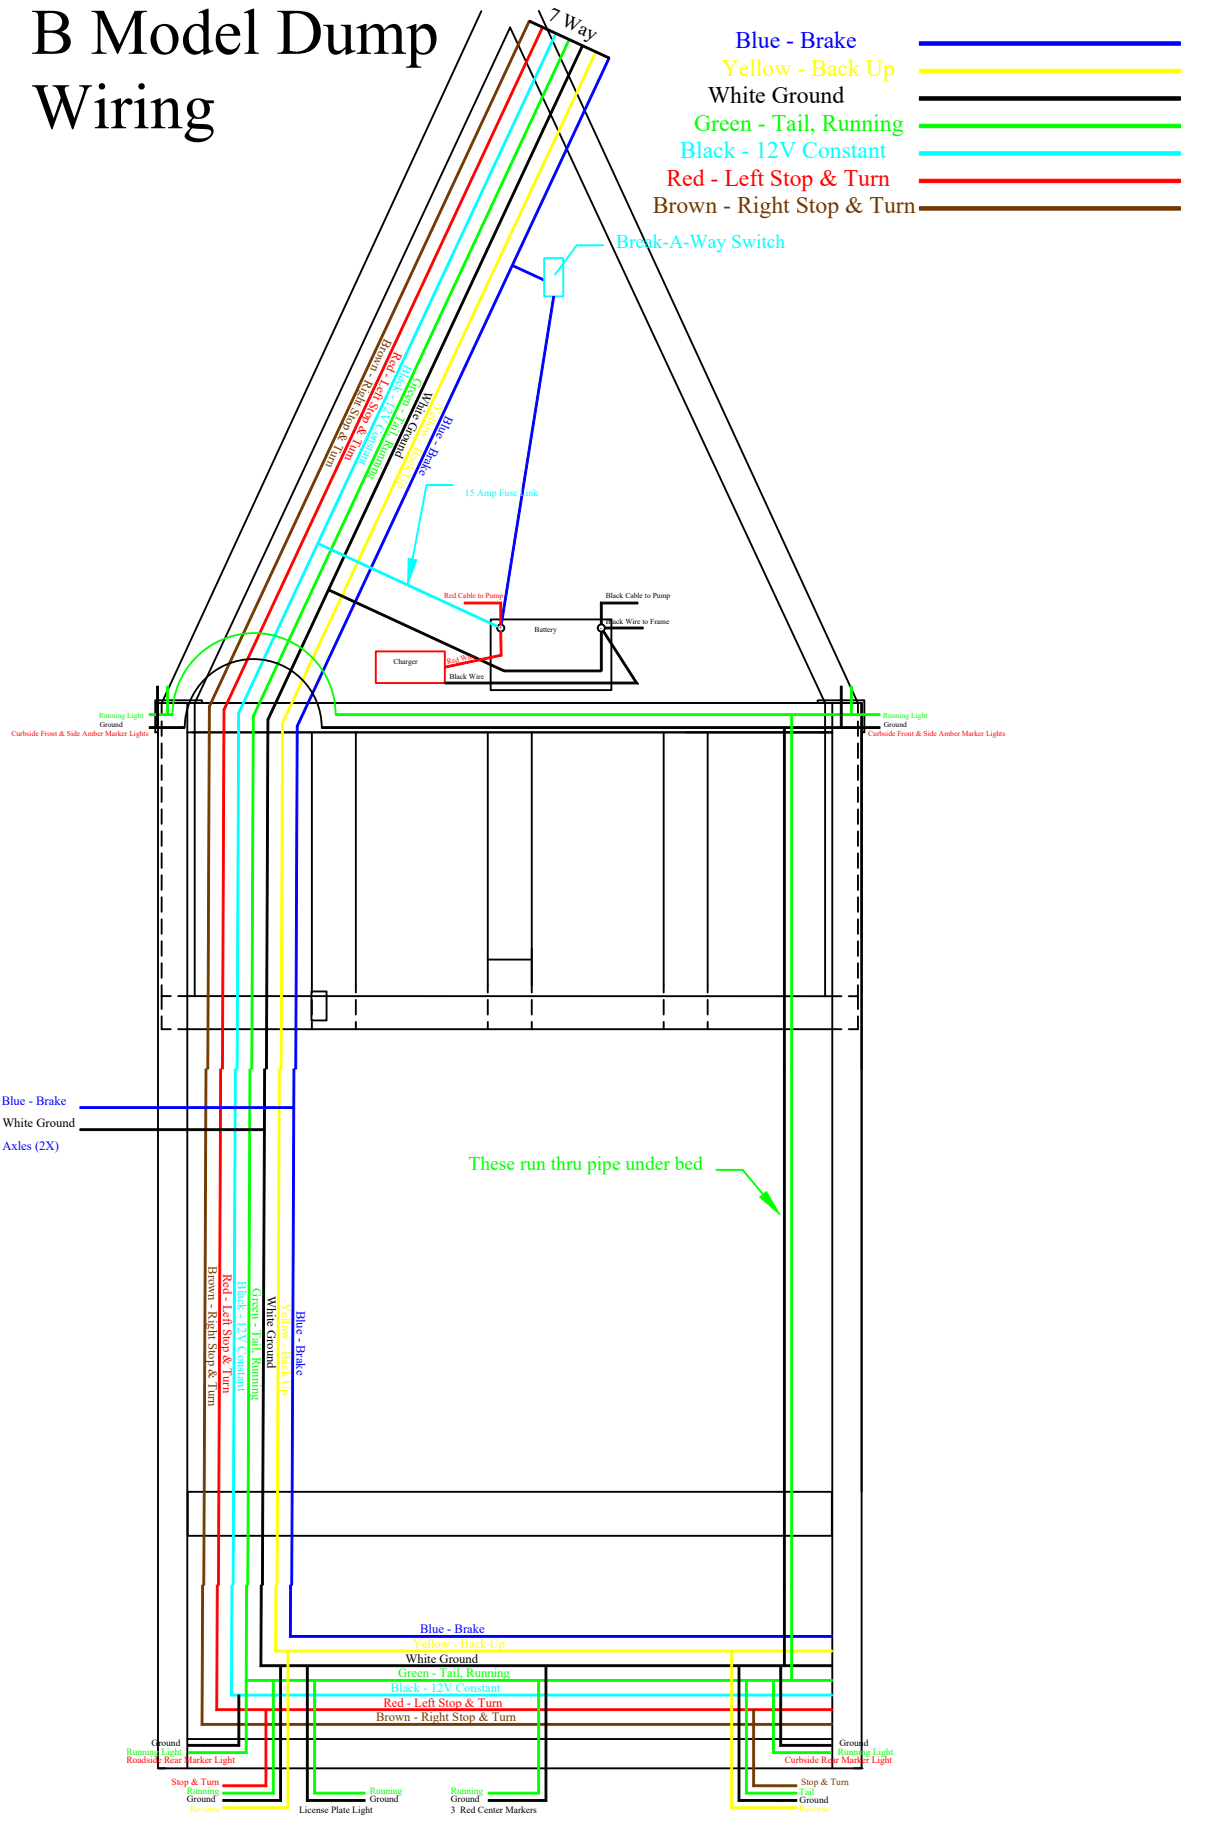 B Model Dump
Wiring
7 Way
Blue - Brake
Yellow - Back Up
White Ground
Green - Tail, Running
Black - 12V Constant
Red - Left Stop & Turn
Brown - Right Stop & Turn
Break-A-Way Switch
Brown - Right Stop & Turn
Red - Left Stop & Turn
Black - 12V Constant
Green - Tail, Running
White Ground
Yellow - Back Up
Blue - Brake
15 Amp Fuse Link
Red Cable to Pump
Black Cable to Pump
Battery
Black Wire to Frame
Charger
Red
Black Wire
Running Light
Ground
Curbside Front & Side Amber Marker Lights
Running Light
Ground
Curbside Front & Side Amber Marker Lights
Blue - Brake
White Ground
Axles (2X)
These run thru pipe under bed
Brown - Right Stop & Turn
Red - Left Stop & Turn
Black - 12V Constant
Green - Tail, Running
White Ground
Yellow - Back Up
Blue - Brake
Blue - Brake
Yellow - Back Up
White Ground
Green - Tail, Running
Black - 12V Constant
Red - Left Stop & Turn
Brown - Right Stop & Turn
Ground
Running Light
Roadside Rear Marker Light
Ground
Running Light
Curbside Rear Marker Light
Stop & Turn
Running
Ground
Reverse
Running
Ground
License Plate Light
Running
Ground
3 Red Center Markers
Stop & Turn
Tail
Ground
Reverse